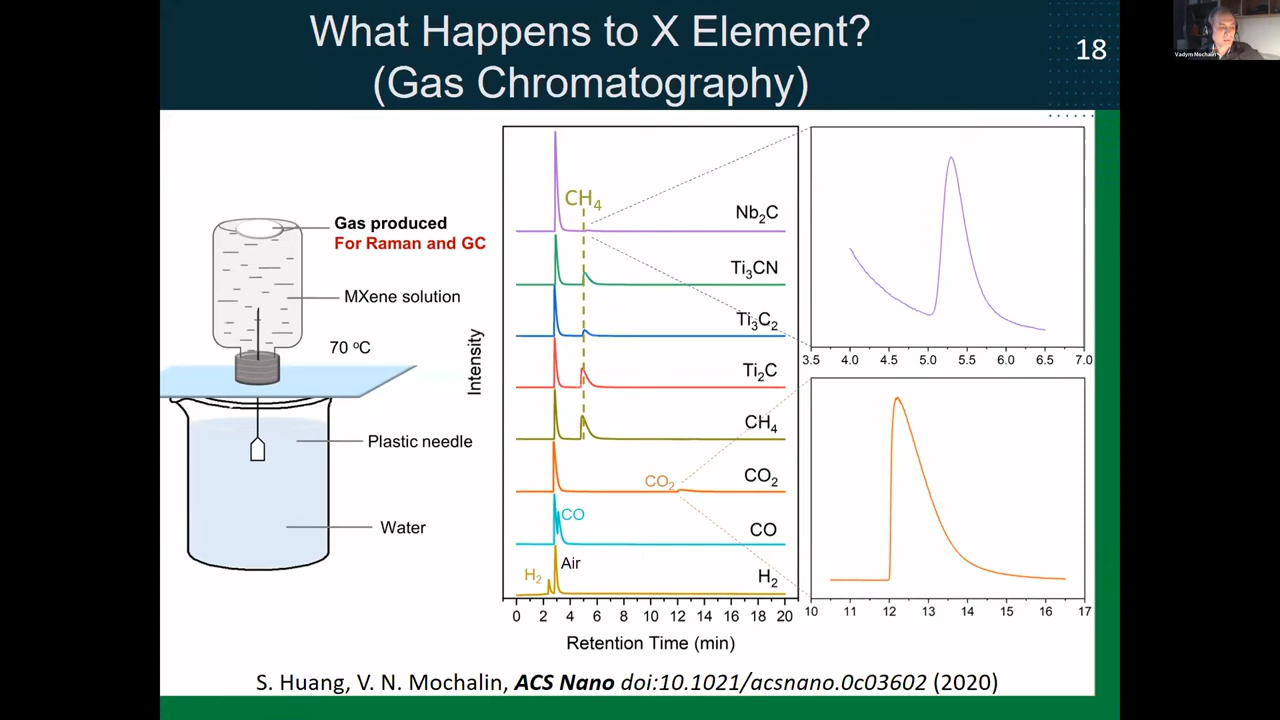 What Happens to X Element?
(Gas Chromatography)
18
Vadym Mochalin
Gas produced
For Raman and GC
MXene solution
70 ºC
Plastic needle
Water
Intensity
CH₄
Nb₂C
Ti₃CN
Ti₃C₂
Ti₂C
CH₄
CO₂
CO₂
CO
CO
Air
H₂
H₂
0 2 4 6 8 10 12 14 16 18 20
Retention Time (min)
3.5 4.0 4.5 5.0 5.5 6.0 6.5 7.0
10 11 12 13 14 15 16 17
S. Huang, V. N. Mochalin, ACS Nano doi:10.1021/acsnano.0c03602 (2020)